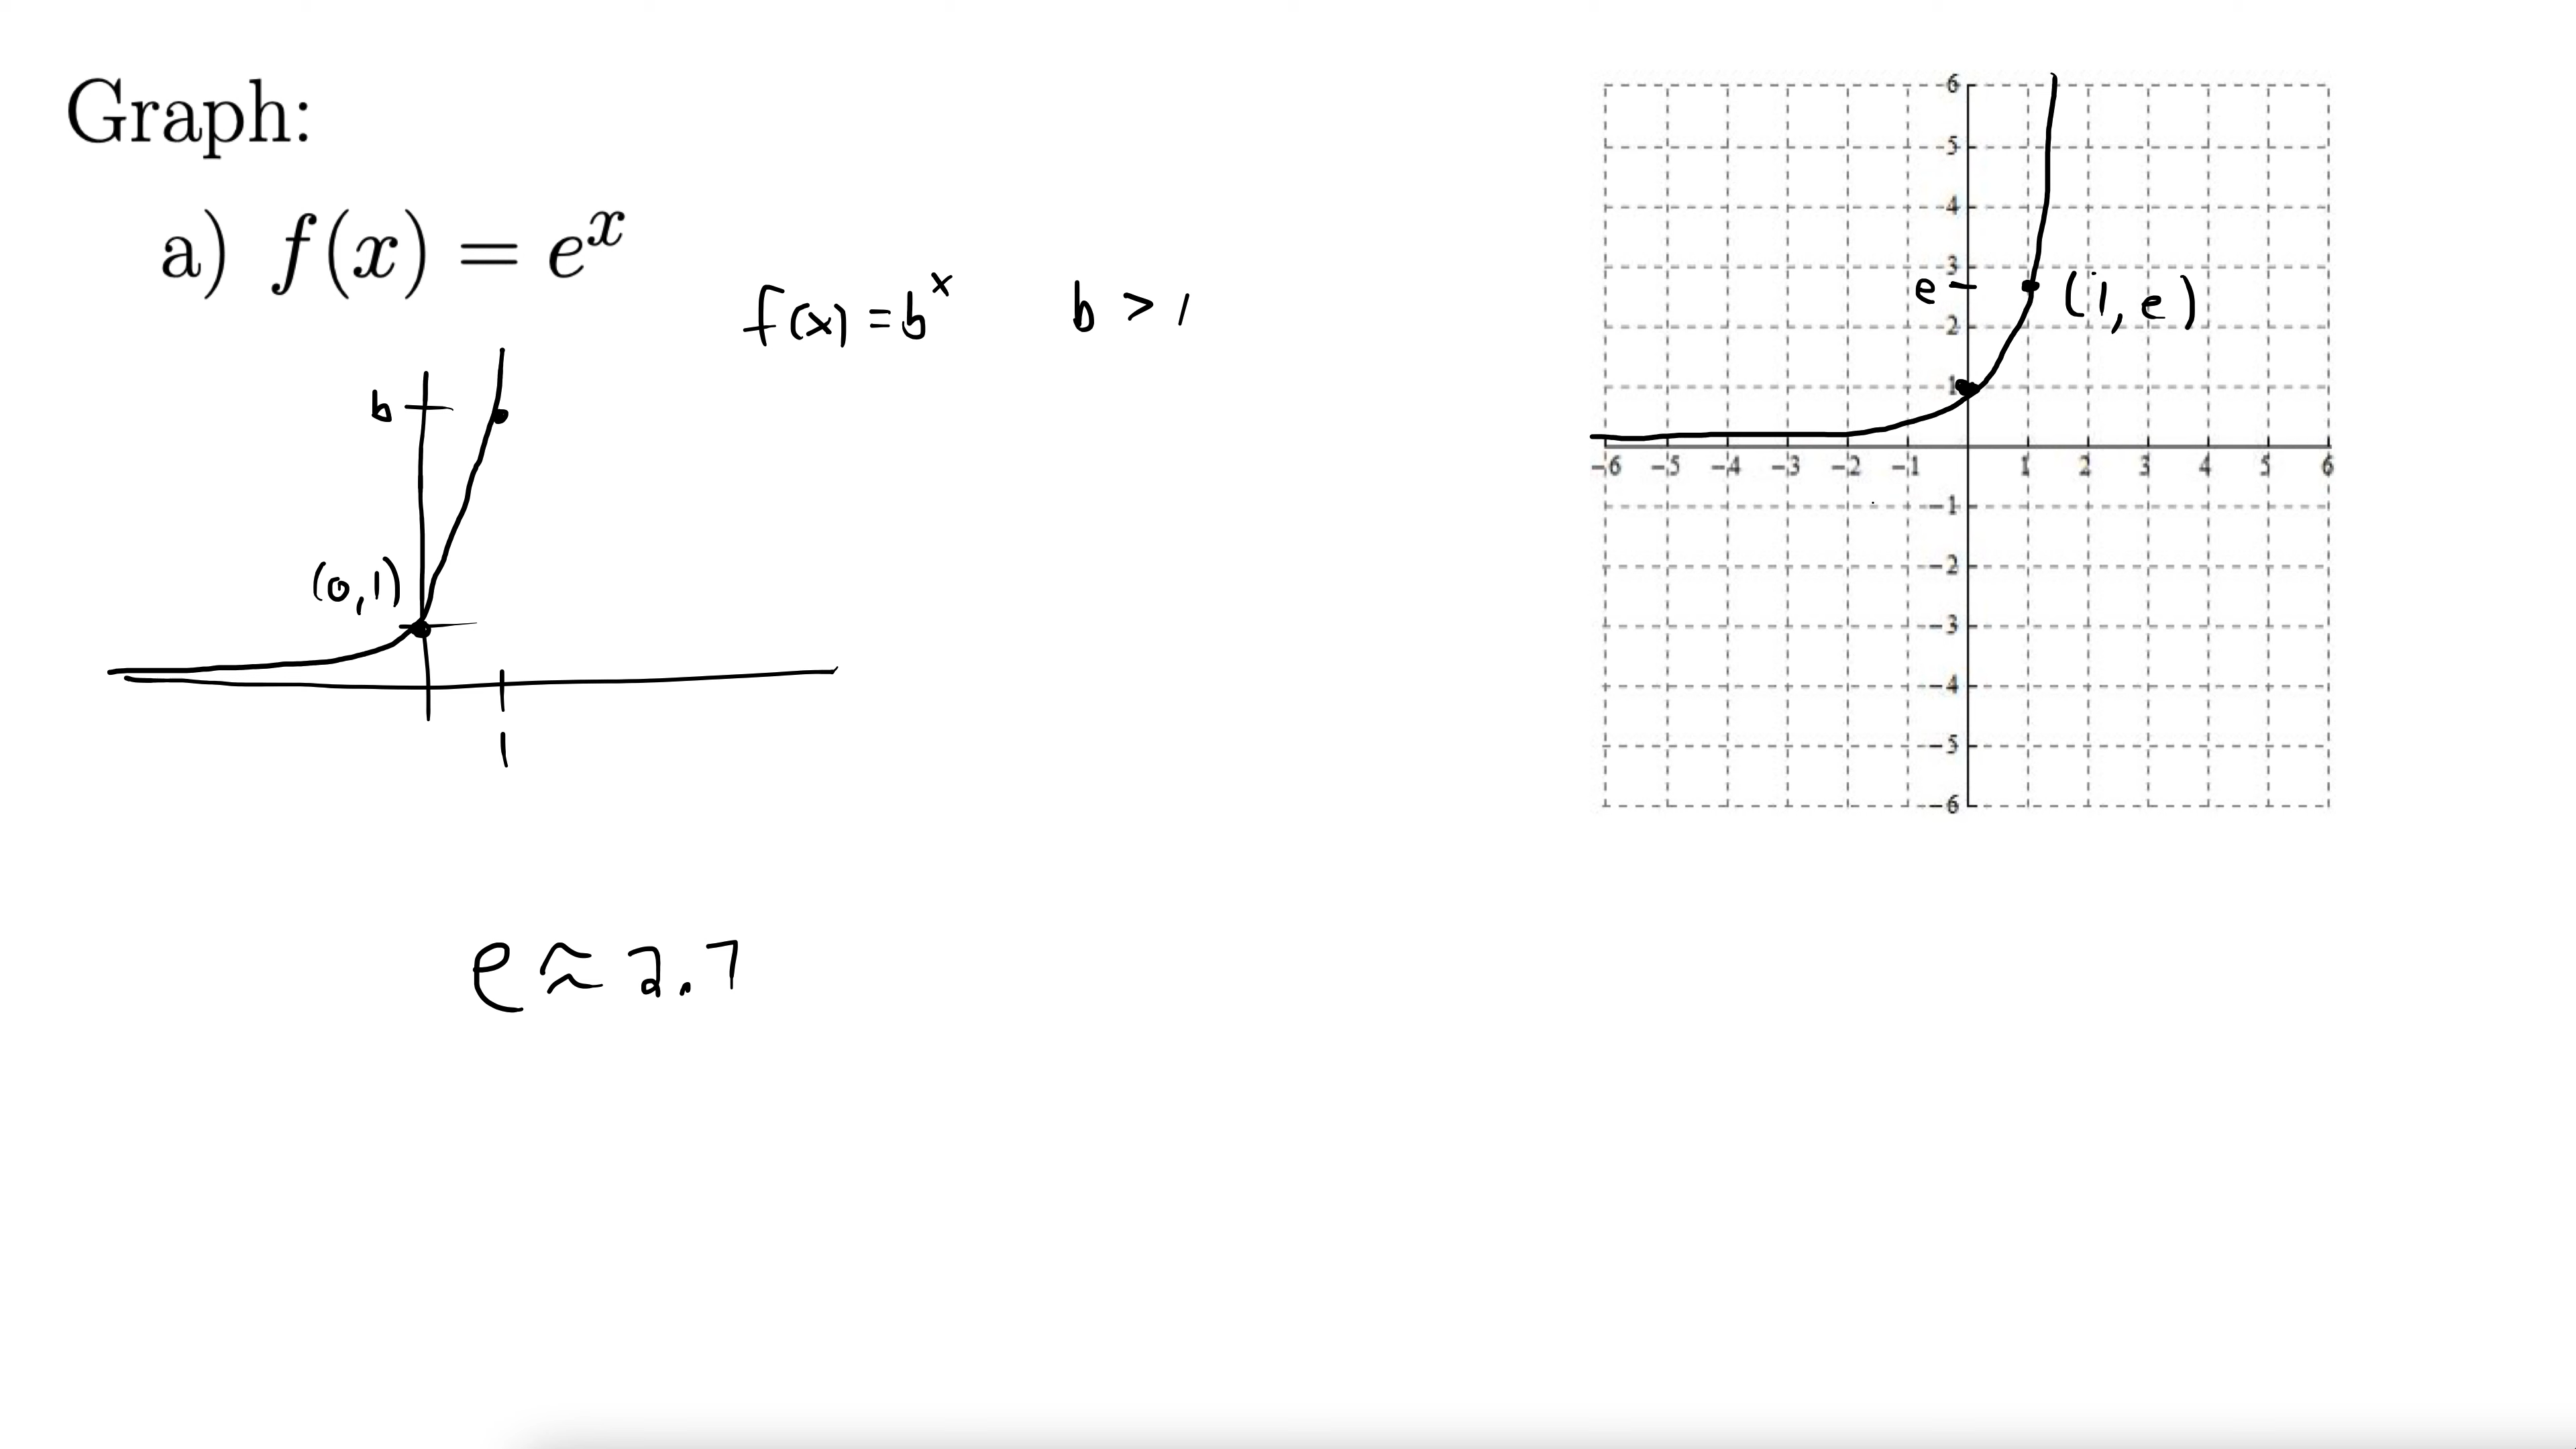 Graph:
a) f(x) = e^x
f(x) = b^x b > 1
b
(0,1)
1
e ≈ 2.7
6
5
4
3
e
(1, e)
2
1
-6 -5 -4 -3 -2 -1 1 2 3 4 5 6
-1
-2
-3
-4
-5
-6